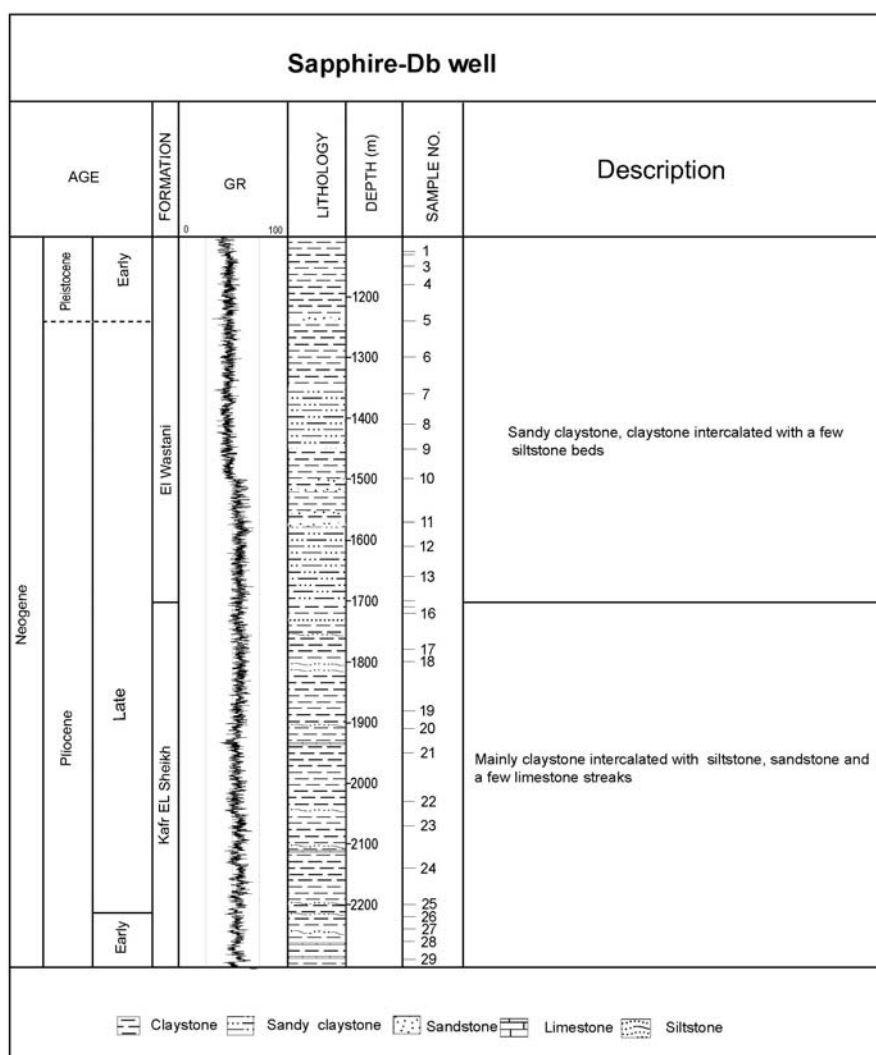 Sapphire-Db well
AGE
FORMATION
GR
LITHOLOGY
DEPTH (m)
SAMPLE NO.
Description
0
100
Neogene
Pleistocene
Early
Pliocene
Late
Early
El Wastani
Kafr EL Sheikh
1200
1300
1400
1500
1600
1700
1800
1900
2000
2100
2200
1
3
4
5
6
7
8
9
10
11
12
13
16
17
18
19
20
21
22
23
24
25
26
27
28
29
Sandy claystone, claystone intercalated with a few
siltstone beds
Mainly claystone intercalated with siltstone, sandstone and
a few limestone streaks
Claystone
Sandy claystone
Sandstone
Limestone
Siltstone